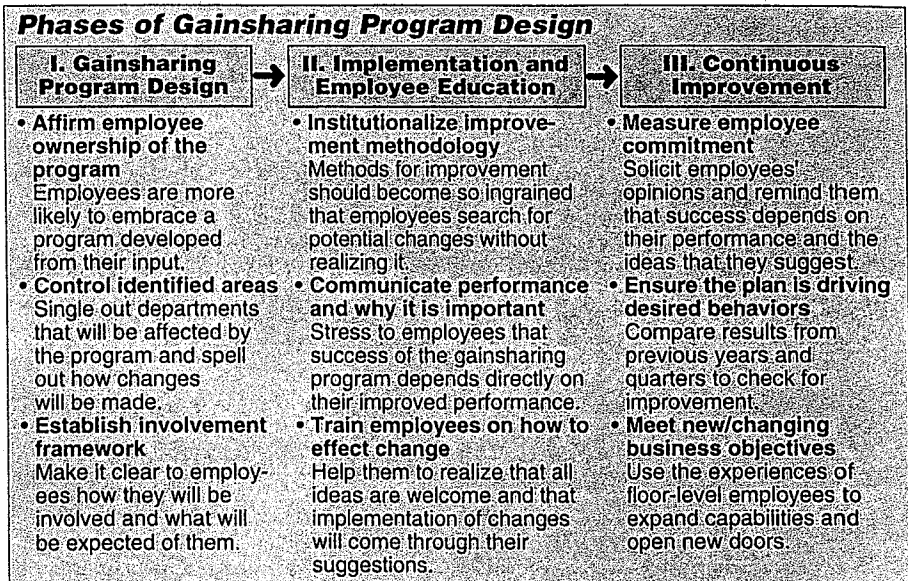 Phases of Gainsharing Program Design
I. Gainsharing
Program Design
• Affirm employee
ownership of the
program
Employees are more
likely to embrace a
program developed
from their input.
• Control identified areas
Single out departments
that will be affected by
the program and spell
out how changes
will be made.
• Establish involvement
framework
Make it clear to employ-
ees how they will be
involved and what will
be expected of them.
II. Implementation and
Employee Education
• Institutionalize improve-
ment methodology
Methods for improvement
should become so ingrained
that employees search for
potential changes without
realizing it.
• Communicate performance
and why it is important
Stress to employees that
success of the gainsharing
program depends directly on
their improved performance.
• Train employees on how to
effect change
Help them to realize that all
ideas are welcome and that
implementation of changes
will come through their
suggestions.
III. Continuous
Improvement
• Measure employee
commitment
Solicit employees'
opinions and remind them
that success depends on
their performance and the
ideas that they suggest.
• Ensure the plan is driving
desired behaviors
Compare results from
previous years and
quarters to check for
improvement.
• Meet new/changing
business objectives
Use the experiences of
floor-level employees to
expand capabilities and
open new doors.